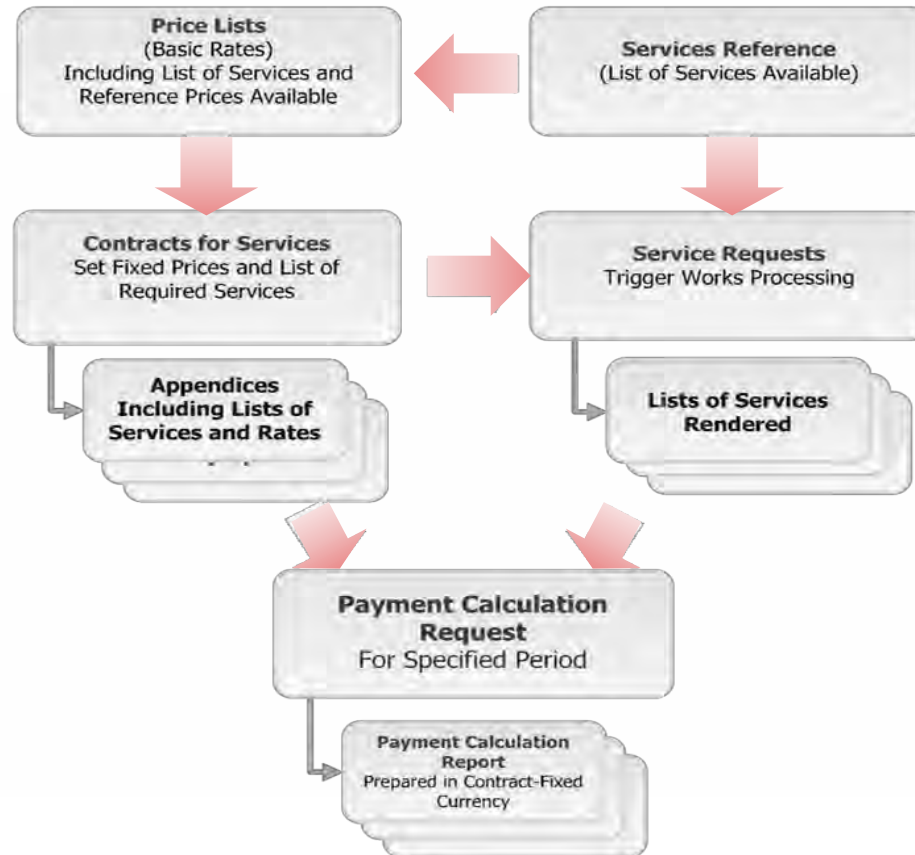 Price Lists
(Basic Rates)
Including List of Services and
Reference Prices Available
Services Reference
(List of Services Available)
Contracts for Services
Set Fixed Prices and List of
Required Services
Service Requests
Trigger Works Processing
Appendices
Including Lists of
Services and Rates
Lists of Services
Rendered
Payment Calculation
Request
For Specified Period
Payment Calculation
Report
Prepared in Contract-Fixed
Currency